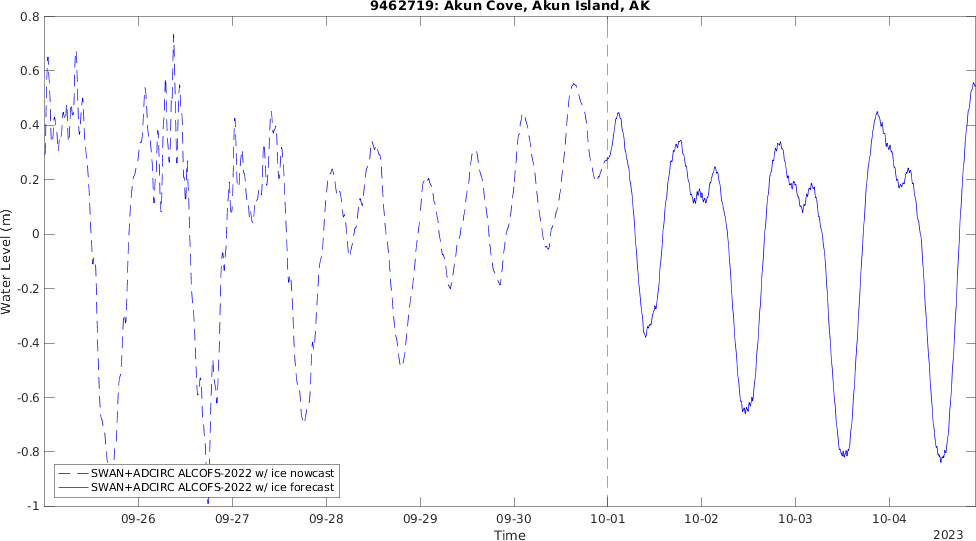 9462719: Akun Cove, Akun Island, AK
0.8
0.6
0.4
0.2
0
-0.2
-0.4
-0.6
-0.8
-1
Water Level (m)
SWAN+ADCIRC ALCOFS-2022 w/ ice nowcast
SWAN+ADCIRC ALCOFS-2022 w/ ice forecast
09-26 09-27 09-28 09-29 09-30 10-01 10-02 10-03 10-04
Time
2023